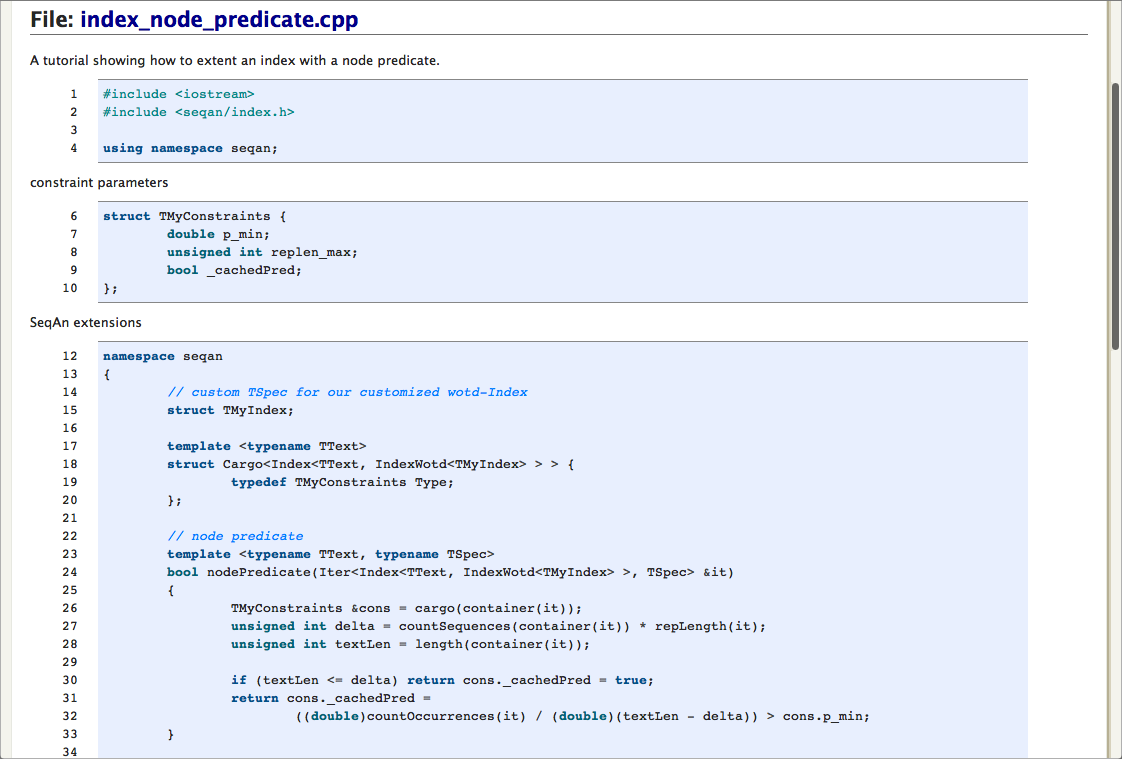 File: index_node_predicate.cpp
A tutorial showing how to extent an index with a node predicate.
1 #include <iostream>
2 #include <seqan/index.h>
3
4 using namespace seqan;
constraint parameters
6 struct TMyConstraints {
7 double p_min;
8 unsigned int replen_max;
9 bool _cachedPred;
10 };
SeqAn extensions
12 namespace seqan
13 {
14 // custom TSpec for our customized wotd-Index
15 struct TMyIndex;
16
17 template <typename TText>
18 struct Cargo<Index<TText, IndexWotd<TMyIndex> > > {
19 typedef TMyConstraints Type;
20 };
21
22 // node predicate
23 template <typename TText, typename TSpec>
24 bool nodePredicate(Iter<Index<TText, IndexWotd<TMyIndex> >, TSpec> &it)
25 {
26 TMyConstraints &cons = cargo(container(it));
27 unsigned int delta = countSequences(container(it)) * repLength(it);
28 unsigned int textLen = length(container(it));
29
30 if (textLen <= delta) return cons._cachedPred = true;
31 return cons._cachedPred =
32 ((double)countOccurrences(it) / (double)(textLen - delta)) > cons.p_min;
33 }
34